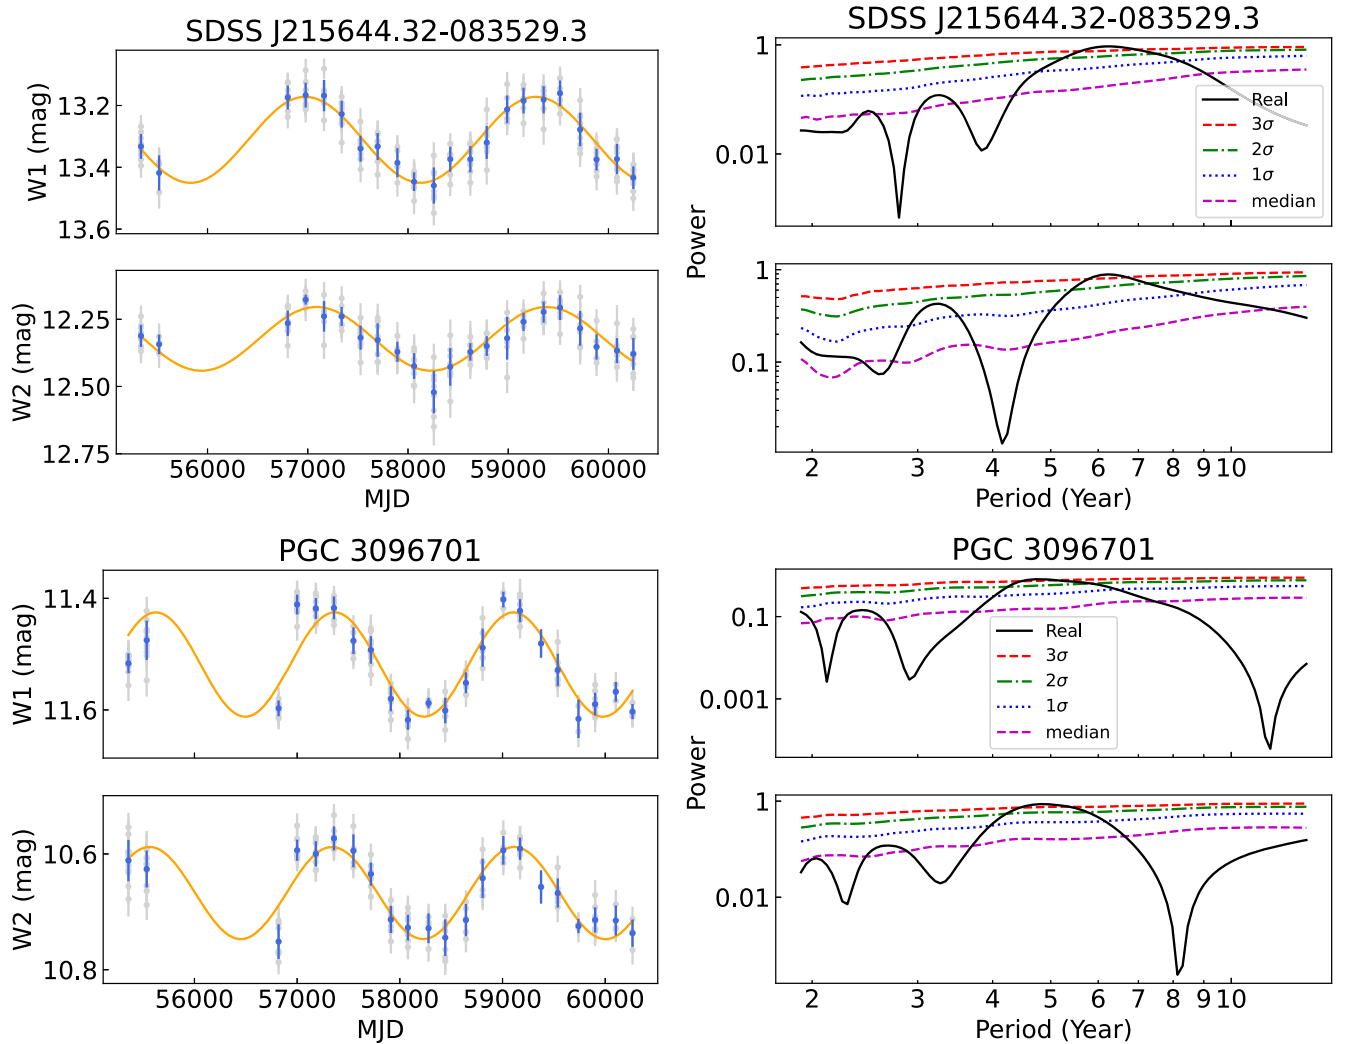 SDSS J215644.32-083529.3
W1 (mag)
13.2
13.4
13.6
W2 (mag)
12.25
12.50
12.75
56000 57000 58000 59000 60000
MJD
SDSS J215644.32-083529.3
Power
1
0.01
Real
3σ
2σ
1σ
median
1
0.1
2 3 4 5 6 7 8 9 10
Period (Year)
PGC 3096701
W1 (mag)
11.4
11.6
W2 (mag)
10.6
10.8
56000 57000 58000 59000 60000
MJD
PGC 3096701
Power
0.1
0.001
Real
3σ
2σ
1σ
median
1
0.01
2 3 4 5 6 7 8 9 10
Period (Year)